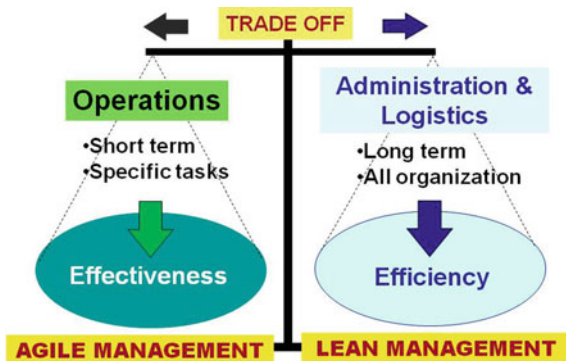 TRADE OFF
Operations
•Short term
•Specific tasks
Effectiveness
AGILE MANAGEMENT
Administration &
Logistics
•Long term
•All organization
Efficiency
LEAN MANAGEMENT